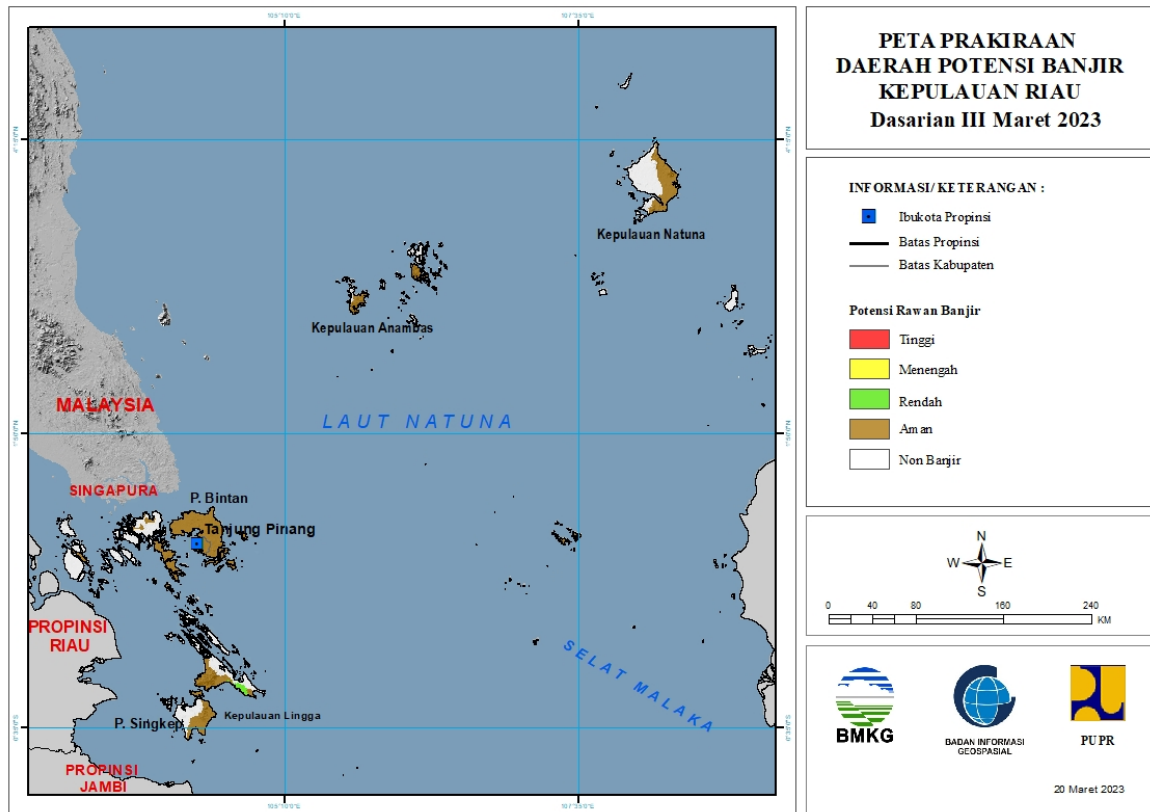 PETA PRAKIRAAN
DAERAH POTENSI BANJIR
KEPULAUAN RIAU
Dasarian III Maret 2023
INFORMASI/ KETERANGAN :
Ibukota Propinsi
Batas Propinsi
Batas Kabupaten
Potensi Rawan Banjir
Tinggi
Menengah
Rendah
Aman
Non Banjir
N
W E
S
0 40 80 160 240
KM
BMKG
BADAN INFORMASI
GEOSPASIAL
PUPR
20 Maret 2023
Kepulauan Natuna
Kepulauan Anambas
MALAYSIA
LAUT NATUNA
SINGAPURA
P. Bintan
Tanjung Pinang
PROPINSI
RIAU
SELAT MALAKA
P. Singkep
Kepulauan Lingga
PROPINSI
JAMBI